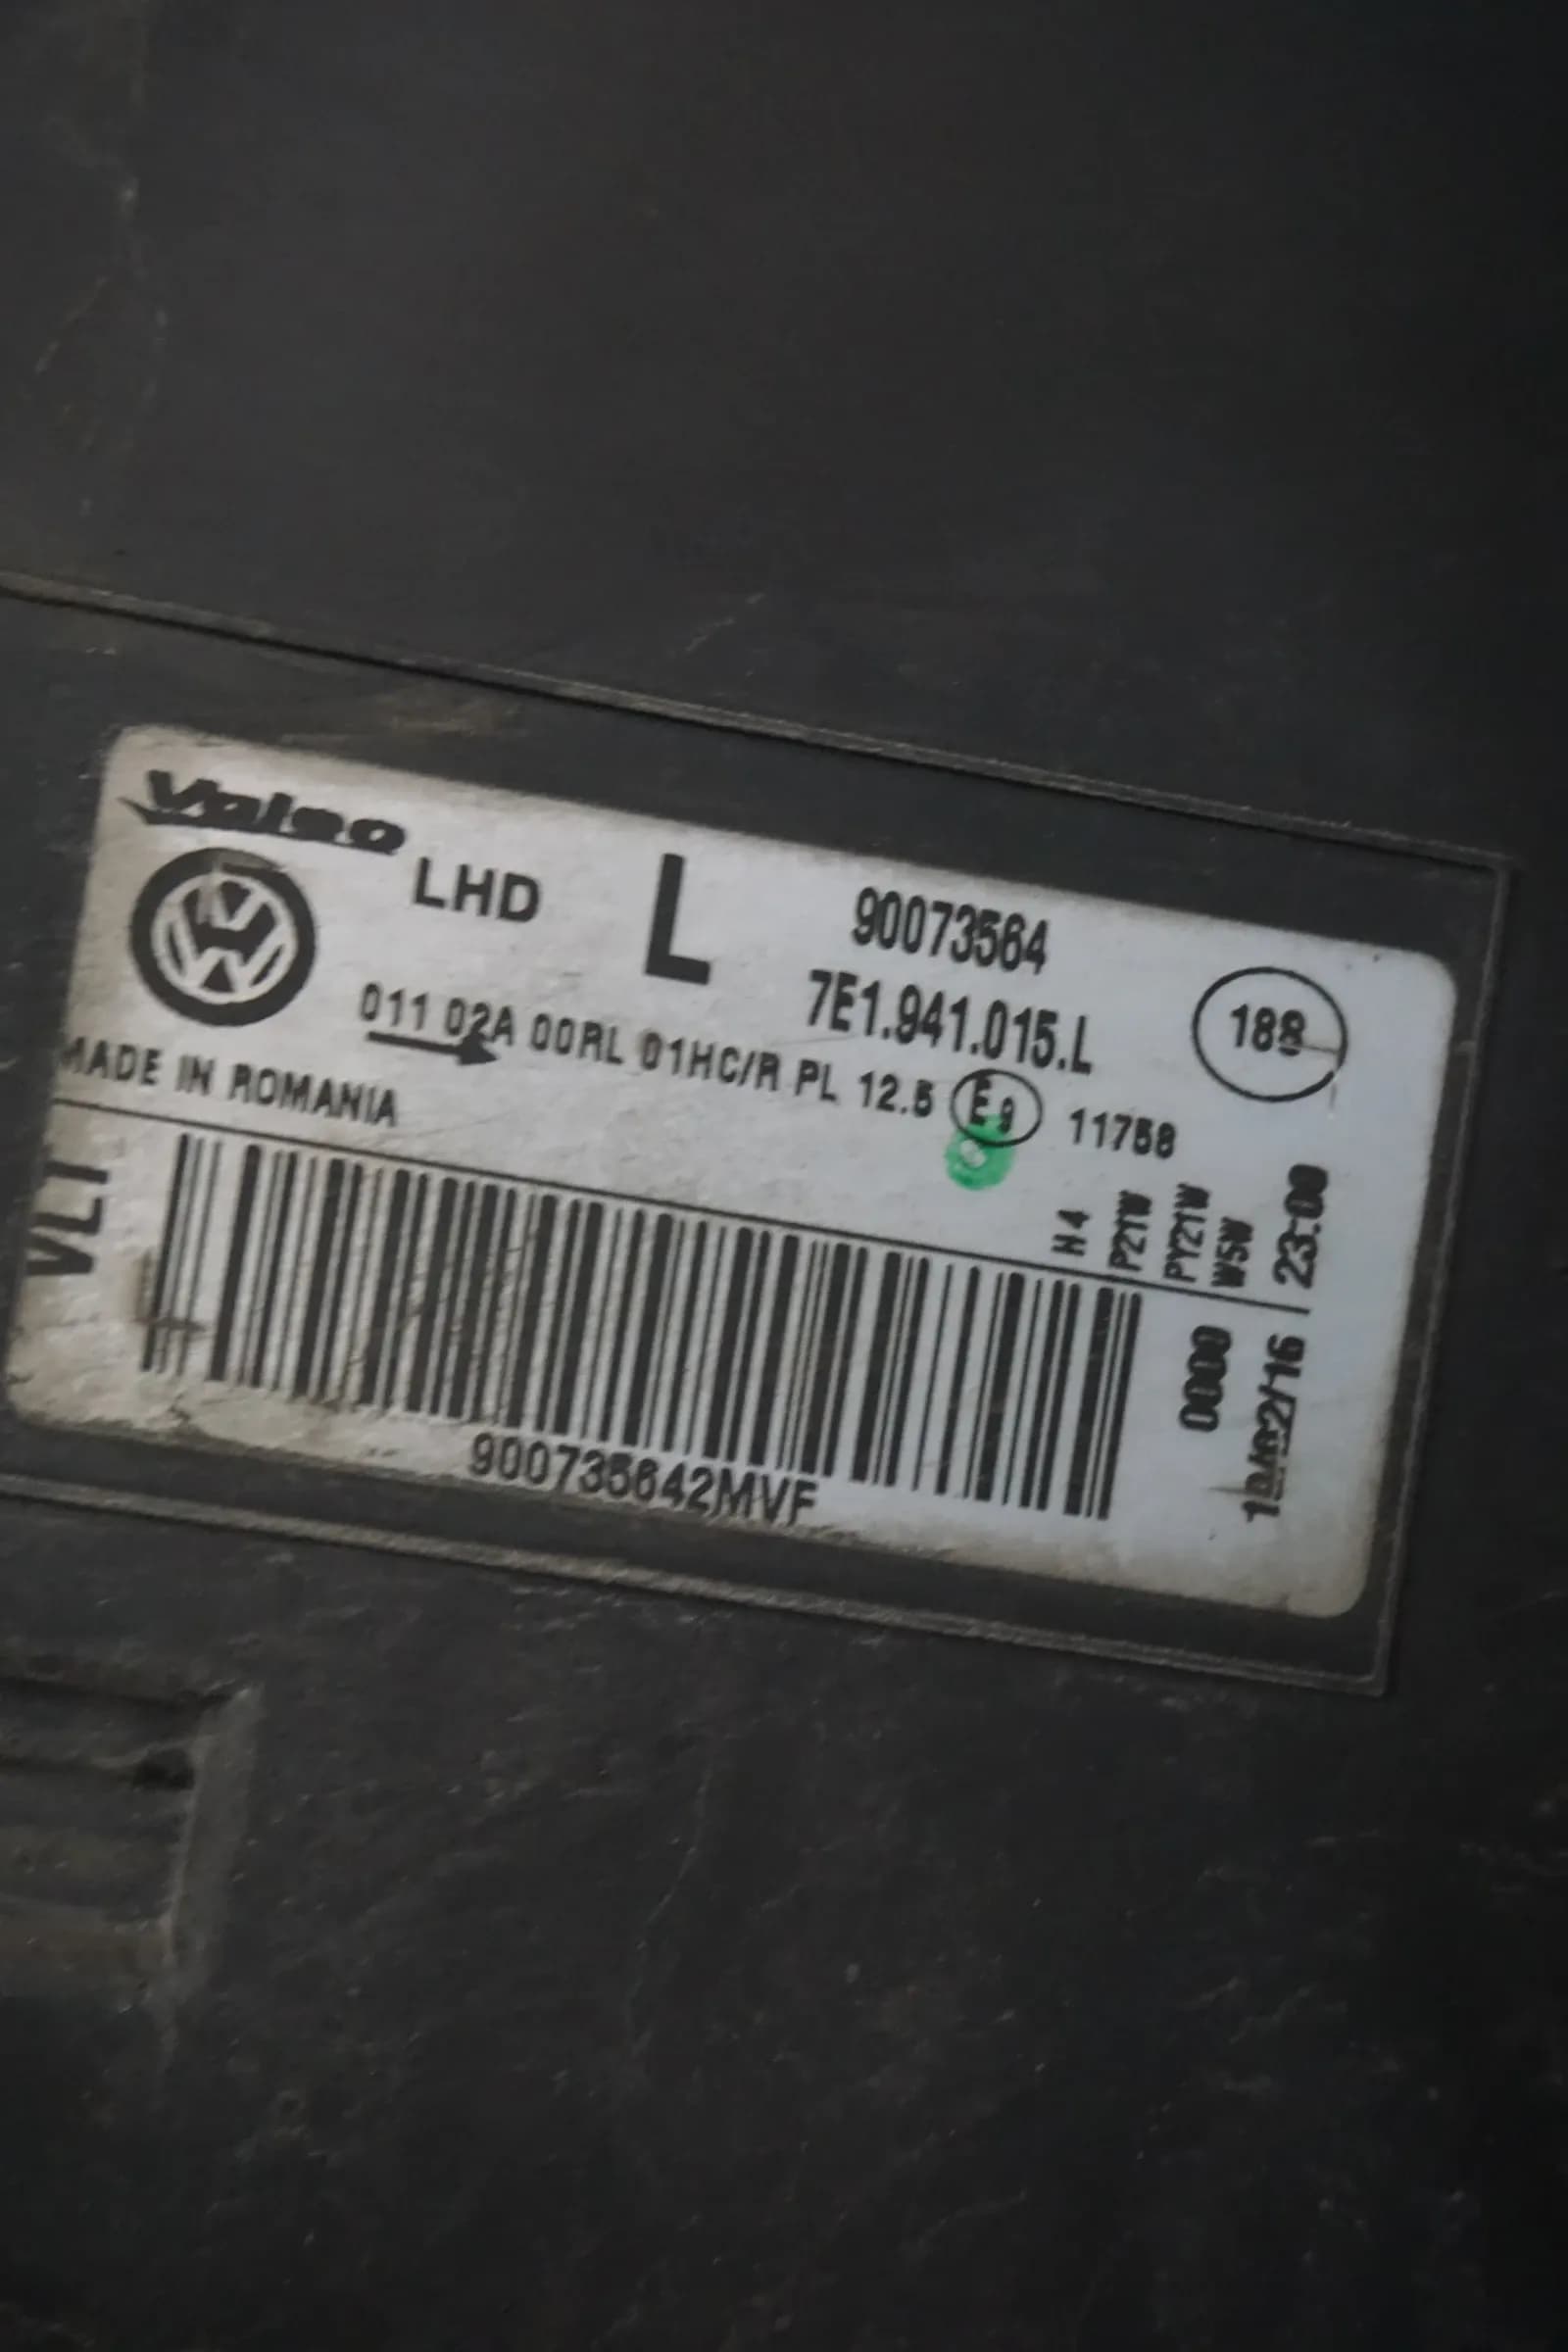 Valeo
LHD L 90073564
7E1.941.015.L
188
011 02A 00RL 01HC/R PL 12.5 E9 11758
MADE IN ROMANIA
H4
P21W
PY21W
W5W
23:00
VLT
0000
900735642MVF